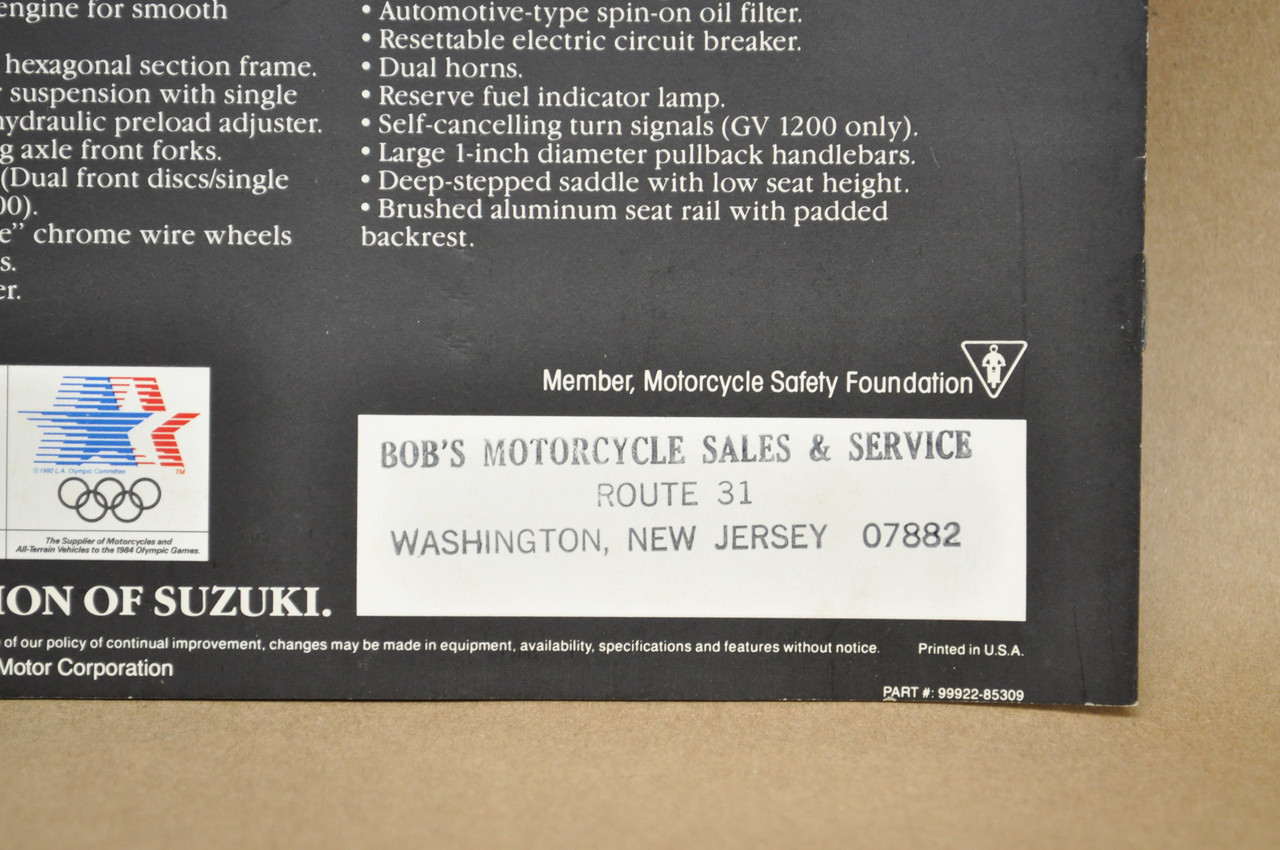 engine for smooth
hexagonal section frame.
suspension with single
hydraulic preload adjuster.
g axle front forks.
(Dual front discs/single
00).
e” chrome wire wheels
s.
er.
• Automotive-type spin-on oil filter.
• Resettable electric circuit breaker.
• Dual horns.
• Reserve fuel indicator lamp.
• Self-cancelling turn signals (GV 1200 only).
• Large 1-inch diameter pullback handlebars.
• Deep-stepped saddle with low seat height.
• Brushed aluminum seat rail with padded
backrest.
Member, Motorcycle Safety Foundation
©1980 L.A. Olympic Committee
TM
The Supplier of Motorcycles and
All-Terrain Vehicles to the 1984 Olympic Games.
BOB'S MOTORCYCLE SALES & SERVICE
ROUTE 31
WASHINGTON, NEW JERSEY 07882
ION OF SUZUKI.
of our policy of continual improvement, changes may be made in equipment, availability, specifications and features without notice. Printed in U.S.A.
Motor Corporation
PART #: 99922-85309